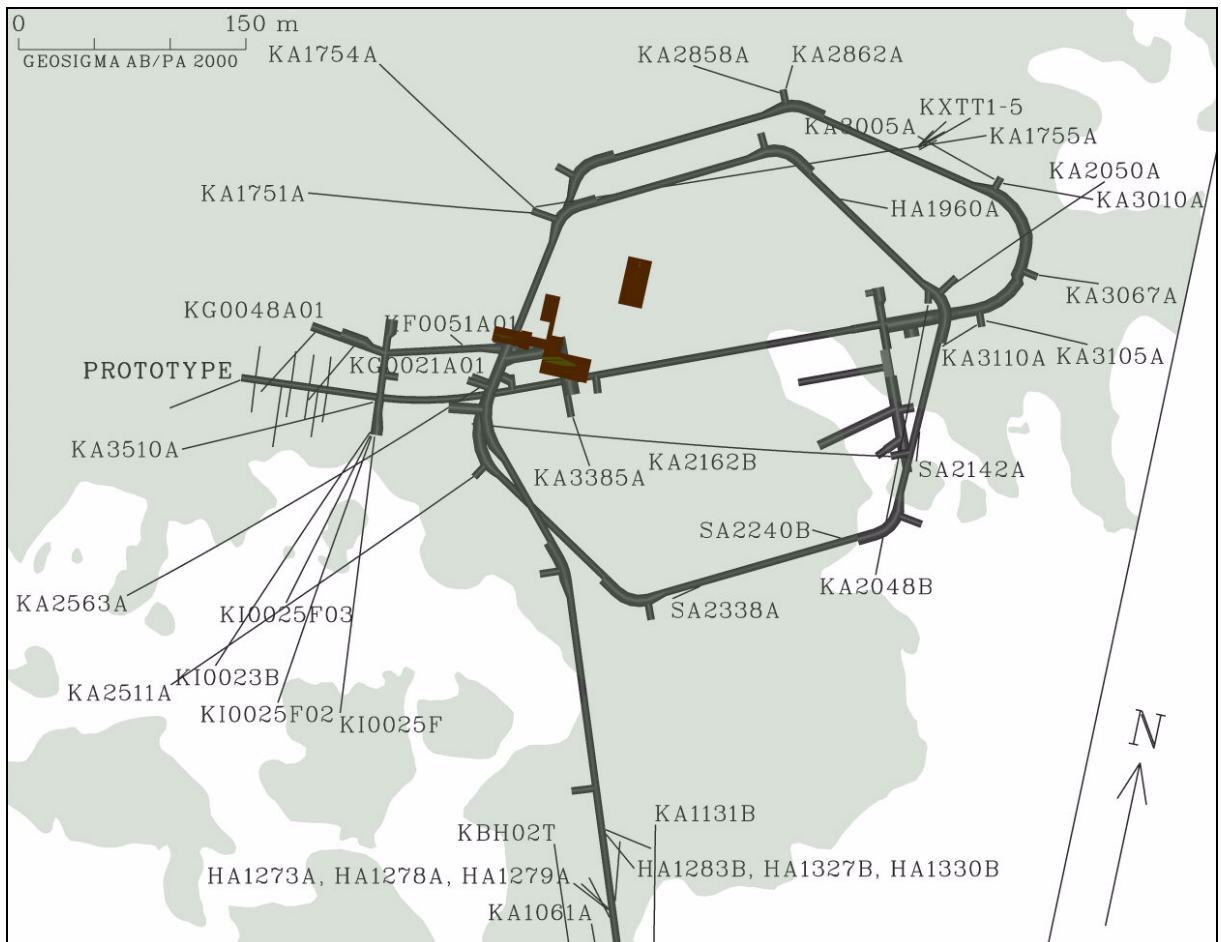 0 150 m
GEOSIGMA AB/PA 2000
KA1754A
KA2858A
KA2862A
KXTT1-5
KA3005A
KA1755A
KA2050A
KA1751A
KA3010A
HA1960A
KA3067A
KG0048A01
KF0051A01
KA3110A
KA3105A
KG0021A01
PROTOTYPE
KA3510A
KA2162B
SA2142A
KA3385A
SA2240B
KA2048B
KA2563A
KI0025F03
SA2338A
KI0023B
KA2511A
KI0025F02
KI0025F
N
KA1131B
KBH02T
HA1283B, HA1327B, HA1330B
HA1273A, HA1278A, HA1279A
KA1061A